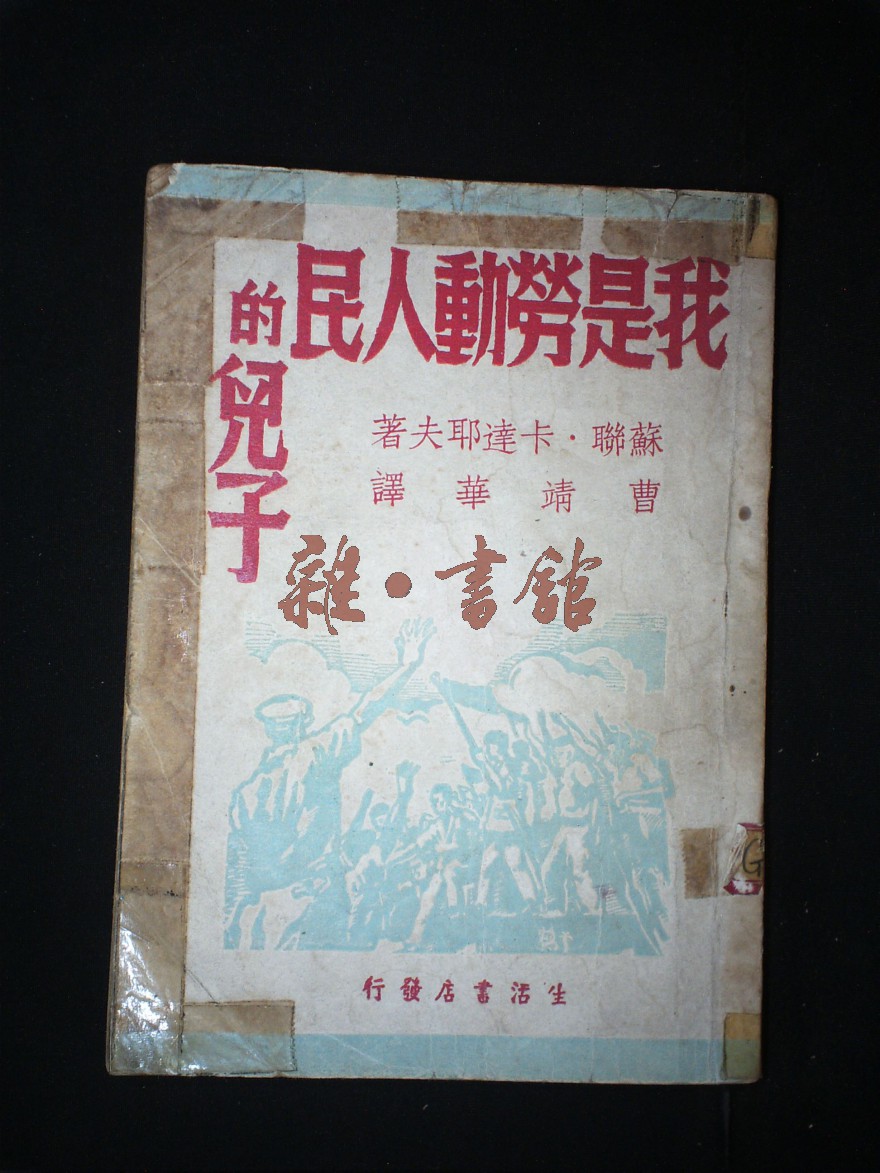 我是勞動人民
的兒子
蘇聯·卡達耶夫著
曹靖華譯
雜·書館
生活書店發行
G